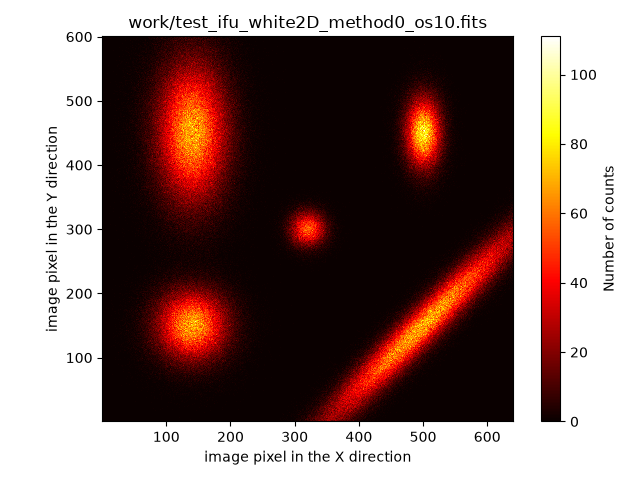 work/test_ifu_white2D_method0_os10.fits
600
500
400
300
200
100
100 200 300 400 500 600
image pixel in the X direction
image pixel in the Y direction
100
80
60
40
20
0
Number of counts